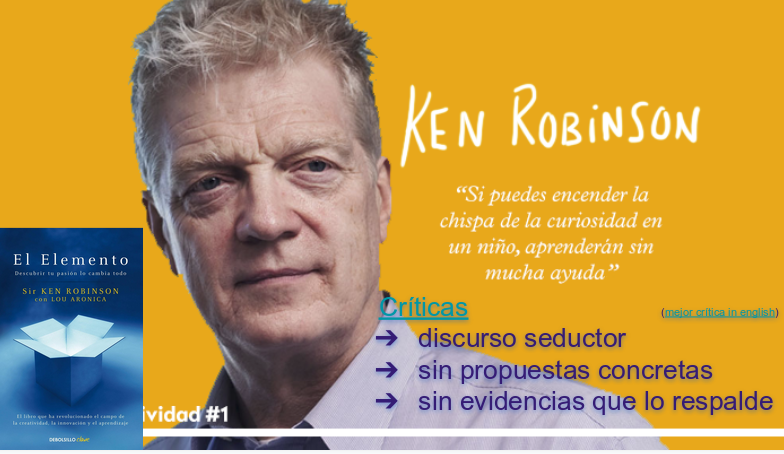 KEN ROBINSON
“Si puedes encender la
chispa de la curiosidad en
un niño, aprenderán sin
mucha ayuda”
Críticas
(mejor crítica in english)
➔ discurso seductor
➔ sin propuestas concretas
➔ sin evidencias que lo respalde
El Elemento
Descubrir tu pasión lo cambia todo
Sir KEN ROBINSON
con LOU ARONICA
El libro que ha revolucionado el campo de
la creatividad, la innovación y el aprendizaje
DEBOLSILLO clave
ividad #1